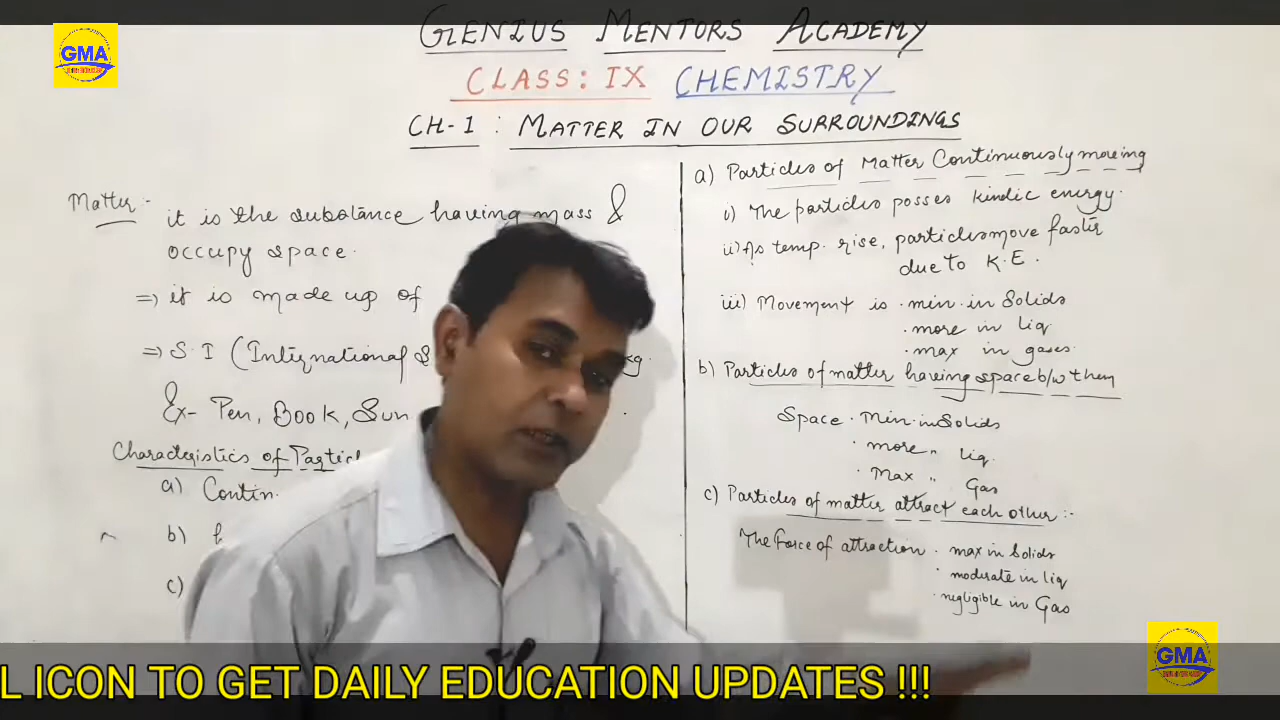 GENIUS MENTORS ACADEMY
GMA
CLASS: IX CHEMISTRY
CH-1 : MATTER IN OUR SURROUNDINGS
Matter:- it is the substance having mass &
occupy space.
=> it is made up of
=> S.I (International S kg.
Ex- Pen, Book, Sun
Characteristics of Partic
a) Contin
b)
c)
a) Particles of Matter Continuously moving
i) The particles posses kindic energy.
ii) As temp. rise, particles move faster
due to K.E.
iii) Movement is . min. in Solids
. more in liq
. max in gases.
b) Particles of matter having space b/w them
Space . Min. in Solids
. more " liq.
. Max " Gas
c) Particles of matter attract each other:-
The Force of attraction . max in Solids
. moderate in liq
. negligible in Gas
GMA
L ICON TO GET DAILY EDUCATION UPDATES !!!